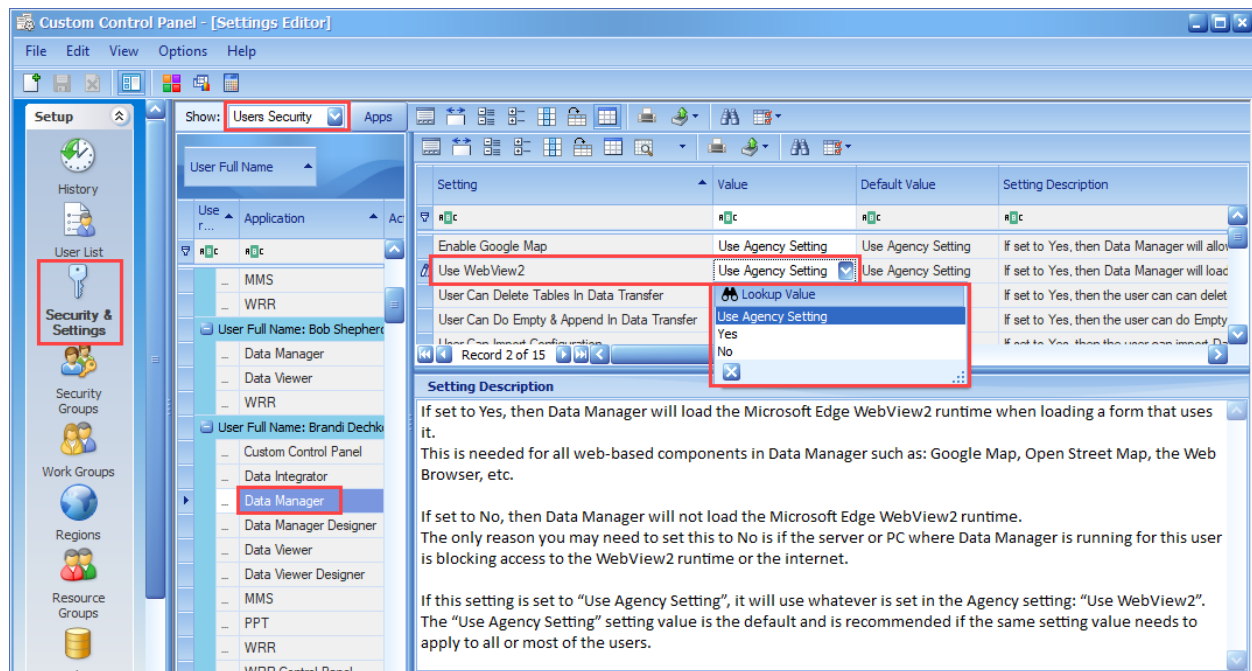 Custom Control Panel - [Settings Editor]
File Edit View Options Help
Setup
History
User List
Security &
Settings
Security
Groups
Work Groups
Regions
Resource
Groups
Show: Users Security Apps
User Full Name
Use
r...
Application
MMS
WRR
Data Manager
Data Viewer
WRR
Custom Control Panel
Data Integrator
Data Manager
Data Manager Designer
Data Viewer
Data Viewer Designer
MMS
PPT
WRR
User Full Name: Bob Shepherd
Setting Value Default Value Setting Description
Enable Google Map Use Agency Setting Use Agency Setting If set to Yes, then Data Manager will
Use WebView2 Use Agency Setting Use Agency Setting If set to Yes, then Data Manager will load
User Can Delete Tables In Data Transfer If set to Yes, then the user can can
User Can Do Empty & Append In Data Transfer If set to Yes, then the user can do Empty
Lookup Value
Use Agency Setting
Yes
No
Record 2 of 15
Setting Description
If set to Yes, then Data Manager will load the Microsoft Edge WebView2 runtime when loading a form that uses
it.
This is needed for all web-based components in Data Manager such as: Google Map, Open Street Map, the Web
Browser, etc.
If set to No, then Data Manager will not load the Microsoft Edge WebView2 runtime.
The only reason you may need to set this to No is if the server or PC where Data Manager is running for this user
is blocking access to the WebView2 runtime or the internet.
If this setting is set to “Use Agency Setting”, it will use whatever is set in the Agency setting: “Use WebView2”.
The “Use Agency Setting” setting value is the default and is recommended if the same setting value needs to
apply to all or most of the users.